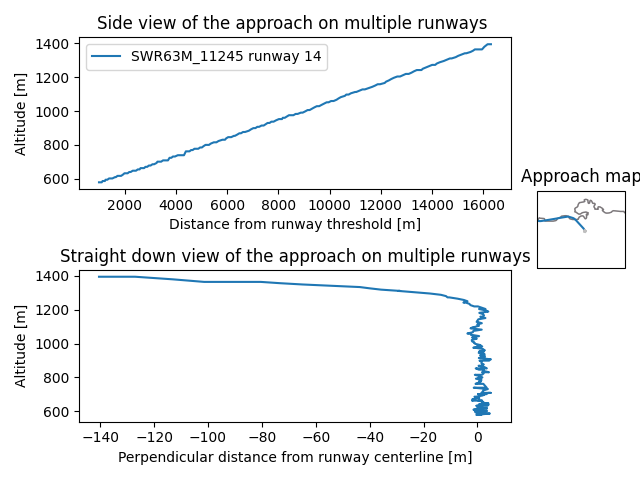 Side view of the approach on multiple runways
1400
1200
1000
800
600
Altitude [m]
SWR63M_11245 runway 14
2000 4000 6000 8000 10000 12000 14000 16000
Distance from runway threshold [m]
Approach map
Straight down view of the approach on multiple runways
1400
1200
1000
800
600
Altitude [m]
−140 −120 −100 −80 −60 −40 −20 0
Perpendicular distance from runway centerline [m]